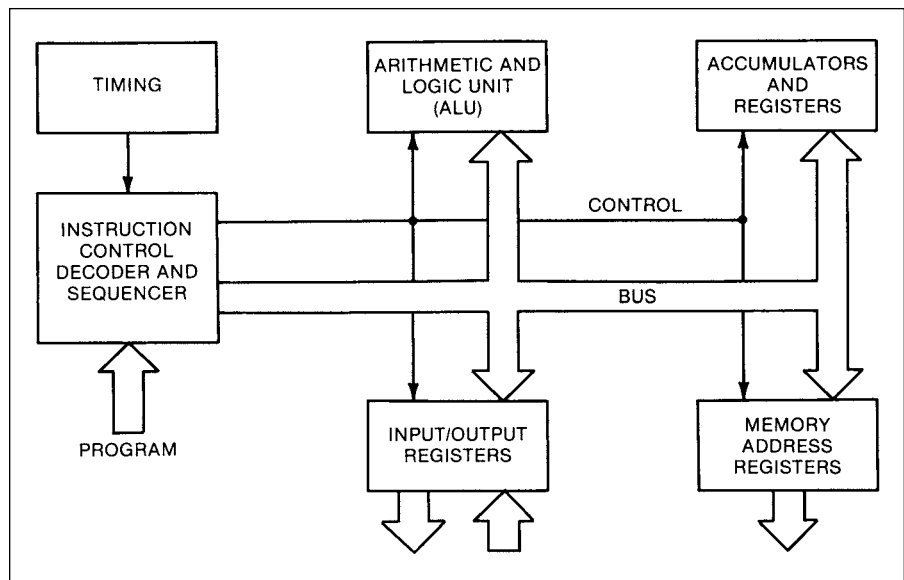 TIMING
ARITHMETIC AND
LOGIC UNIT
(ALU)
ACCUMULATORS
AND
REGISTERS
INSTRUCTION
CONTROL
DECODER AND
SEQUENCER
CONTROL
BUS
PROGRAM
INPUT/OUTPUT
REGISTERS
MEMORY
ADDRESS
REGISTERS